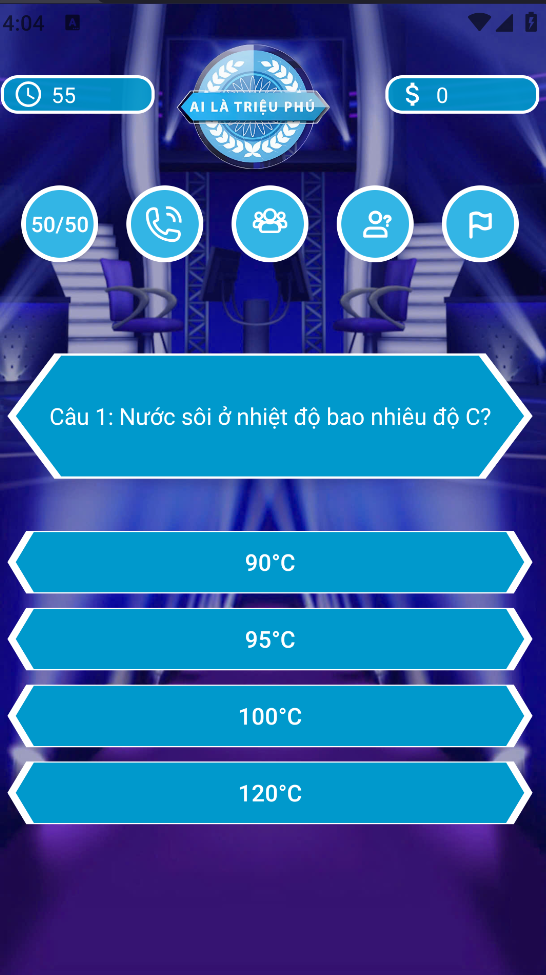 4:04
A
55
AI LÀ TRIỆU PHÚ
$ 0
50/50
?
Câu 1: Nước sôi ở nhiệt độ bao nhiêu độ C?
90°C
95°C
100°C
120°C